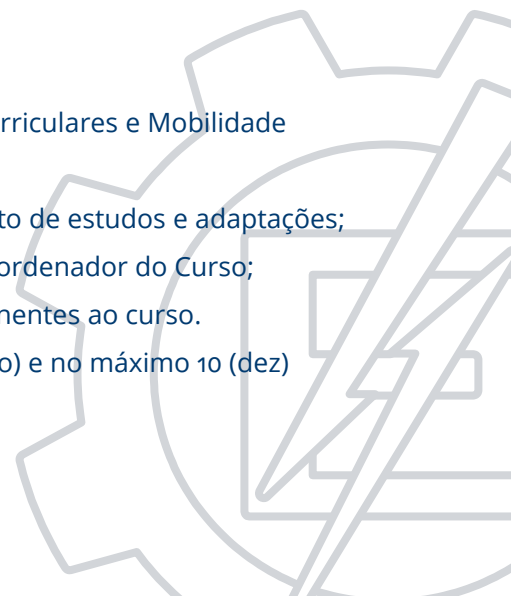 rriculares e Mobilidade
to de estudos e adaptações;
ordenador do Curso;
nentes ao curso.
o) e no máximo 10 (dez)